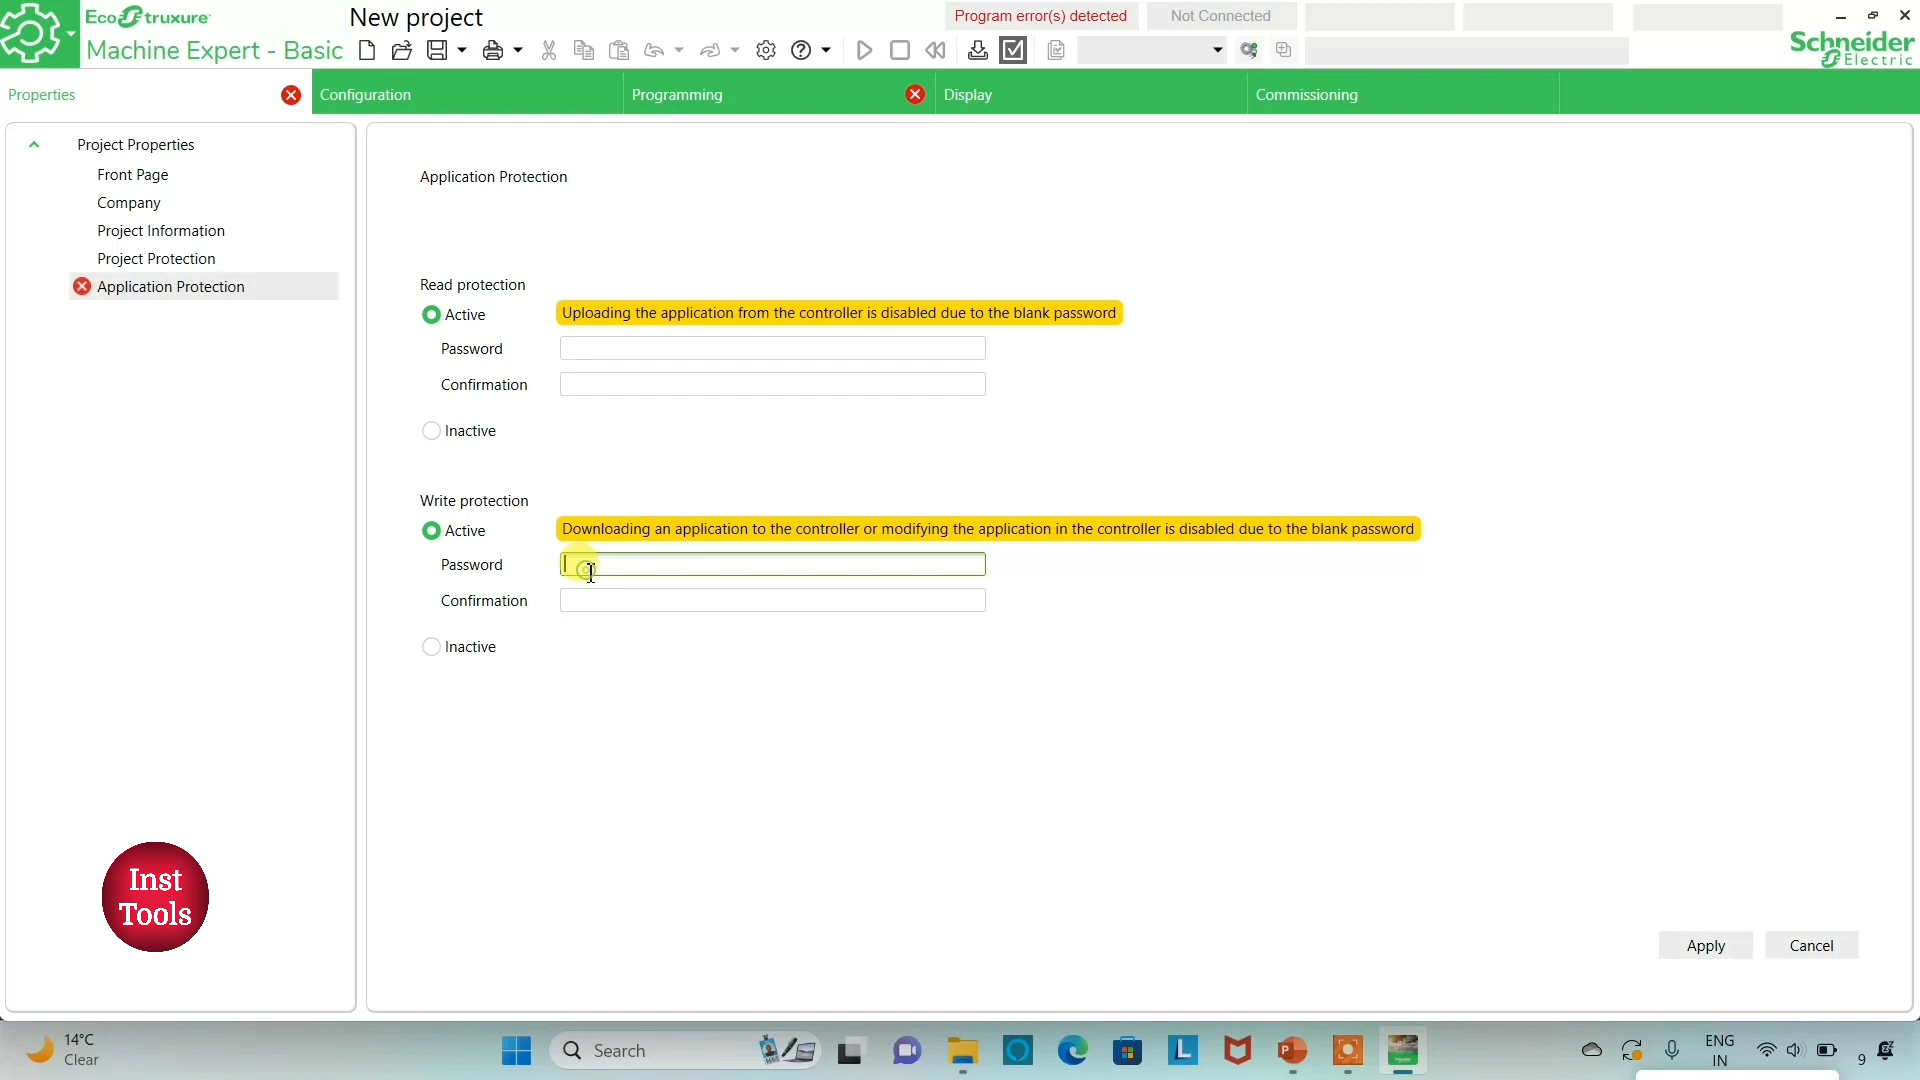 EcoStruxure
Machine Expert - Basic
New project
Program error(s) detected
Not Connected
Schneider
Electric
Properties
Configuration
Programming
Display
Commissioning
Project Properties
Front Page
Company
Project Information
Project Protection
Application Protection
Application Protection
Read protection
Active
Uploading the application from the controller is disabled due to the blank password
Password
Confirmation
Inactive
Write protection
Active
Downloading an application to the controller or modifying the application in the controller is disabled due to the blank password
Password
Confirmation
Inactive
Inst
Tools
Apply
Cancel
14°C
Clear
Search
ENG
IN
9